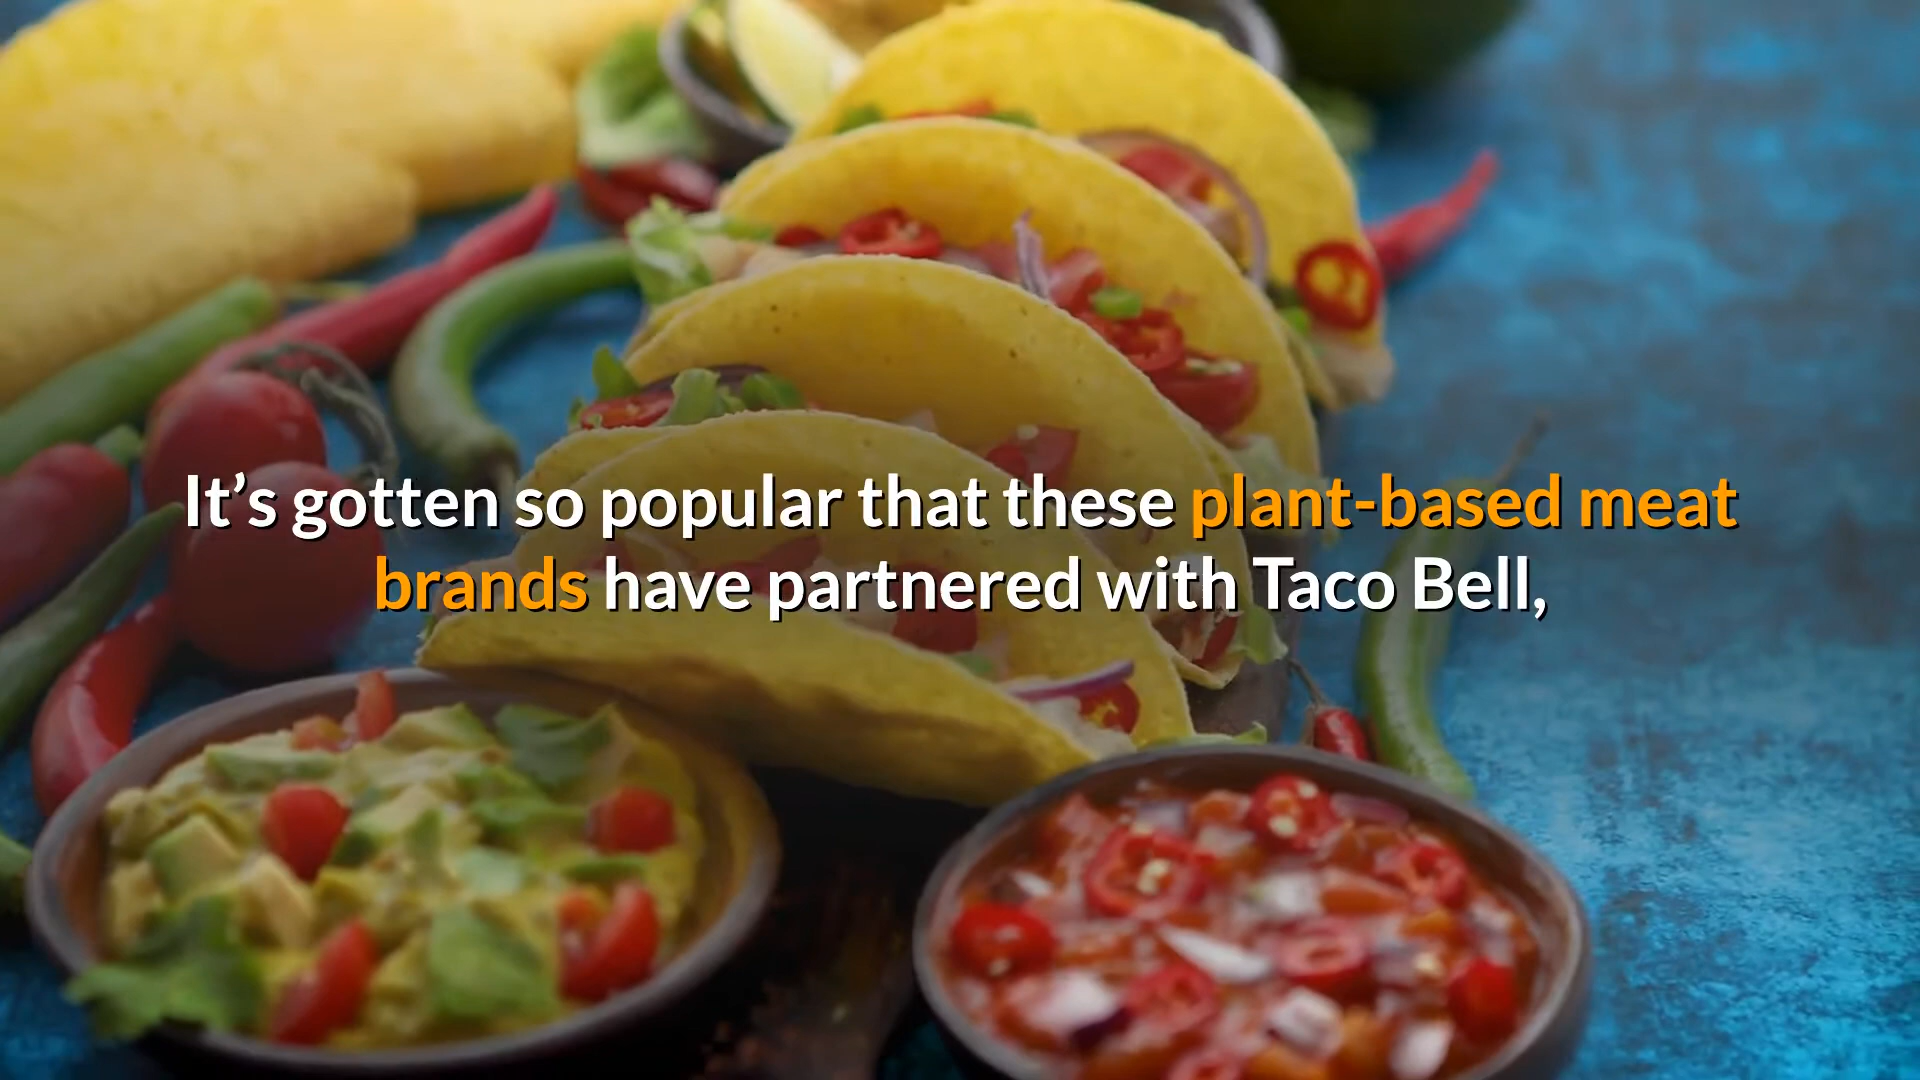 It’s gotten so popular that these plant-based meat
brands have partnered with Taco Bell,